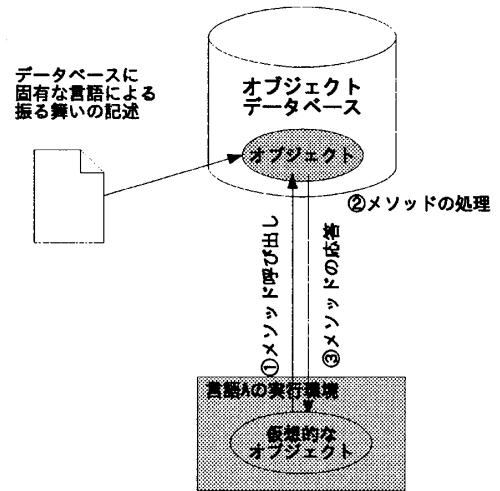 データベースに
固有な言語による
振る舞いの記述
オブジェクト
データベース
オブジェクト
②メソッドの処理
①メソッド呼び出し
③メソッドの応答
言語Aの実行環境
仮想的な
オブジェクト